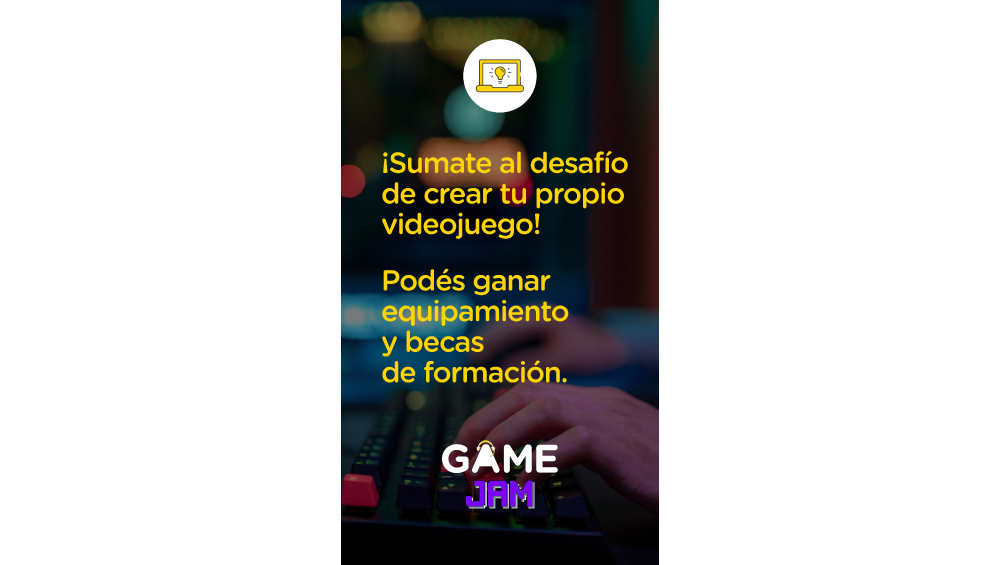 ¡Sumate al desafío
de crear tu propio
videojuego!
Podés ganar
equipamiento
y becas
de formación.
GAME
JAM